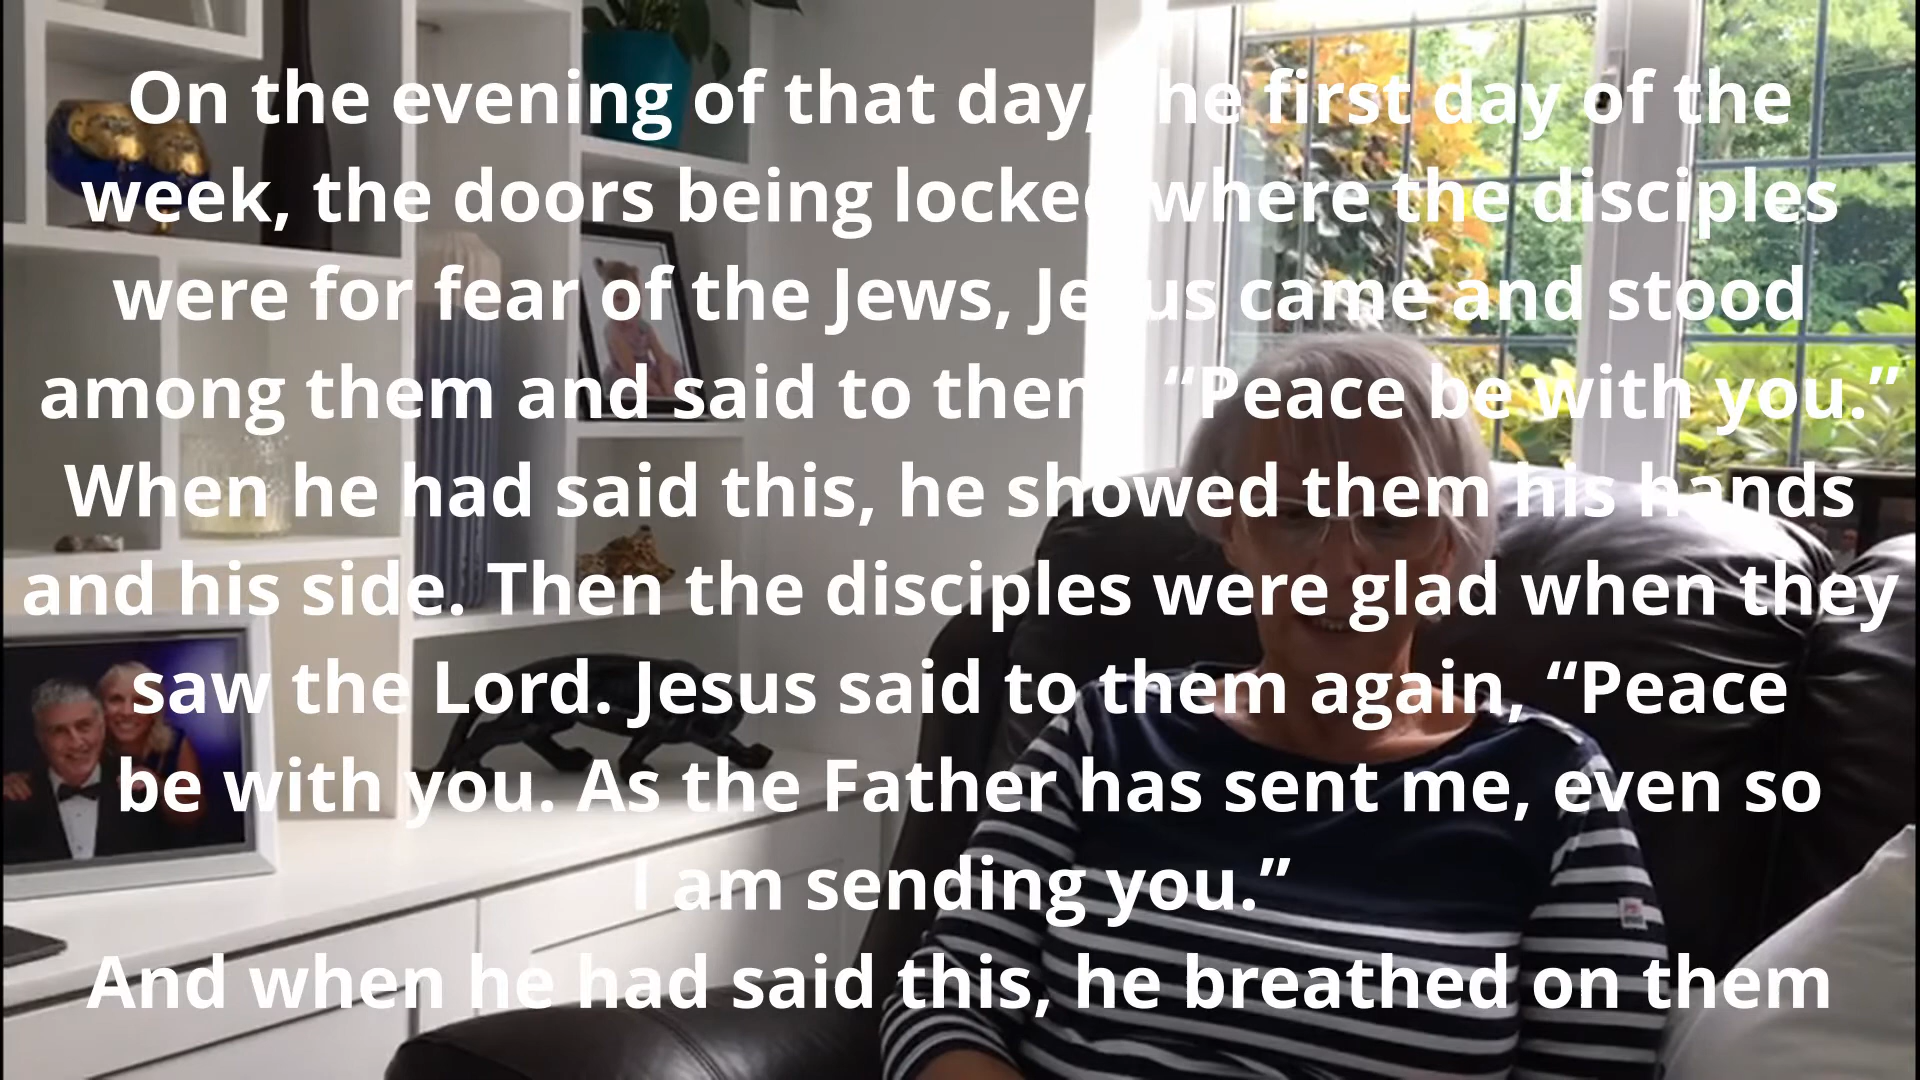 On the evening of that day, the first day of the
week, the doors being locked where the disciples
were for fear of the Jews, Jesus came and stood
among them and said to them, “Peace be with you.”
When he had said this, he showed them his hands
and his side. Then the disciples were glad when they
saw the Lord. Jesus said to them again, “Peace
be with you. As the Father has sent me, even so
I am sending you.”
And when he had said this, he breathed on them